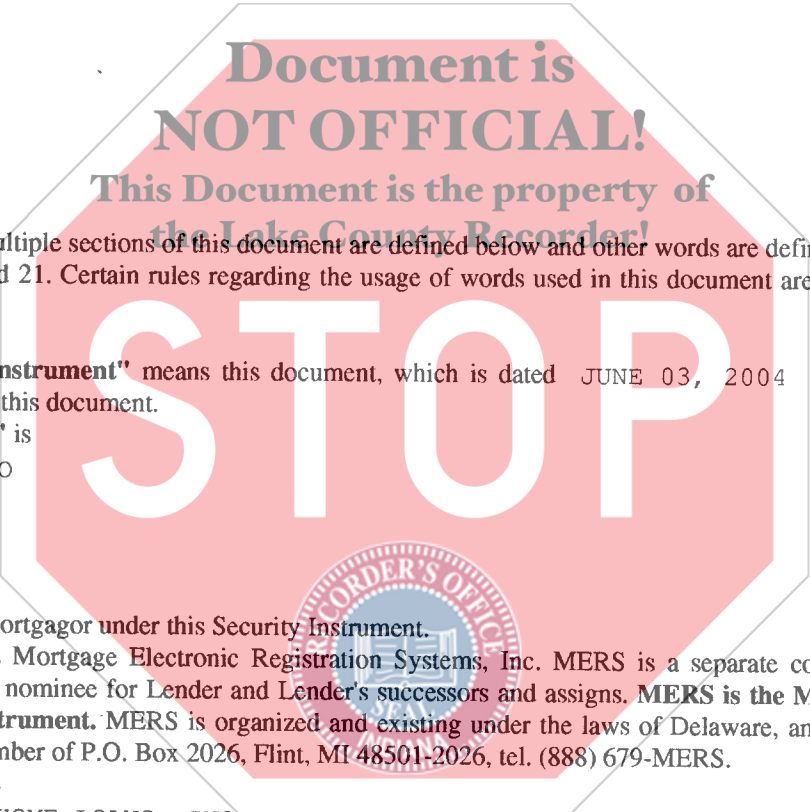 Document is
NOT OFFICIAL!
This Document is the property of
the Lake County Recorder!
ultiple sections of this document are defined below and other words are defi
d 21. Certain rules regarding the usage of words used in this document are
nstrument" means this document, which is dated JUNE 03, 2004
this document.
" is
O
STOP
ortgagor under this Security Instrument.
Mortgage Electronic Registration Systems, Inc. MERS is a separate co
nominee for Lender and Lender's successors and assigns. MERS is the M
trument. MERS is organized and existing under the laws of Delaware, an
mber of P.O. Box 2026, Flint, MI 48501-2026, tel. (888) 679-MERS.
RECORDER'S OFFICE
SEAL
INDIANA